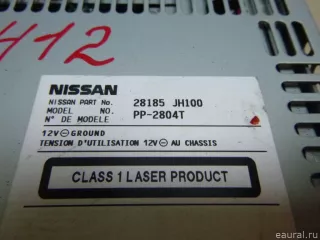 412
NISSAN
NISSAN PART No. 28185 JH100
MODEL NO. PP-2804T
N° DE MODELE
12V⊖GROUND
TENSION D'UTILISATION 12V⊖ AU CHASSIS
CLASS 1 LASER PRODUCT
eaural.ru